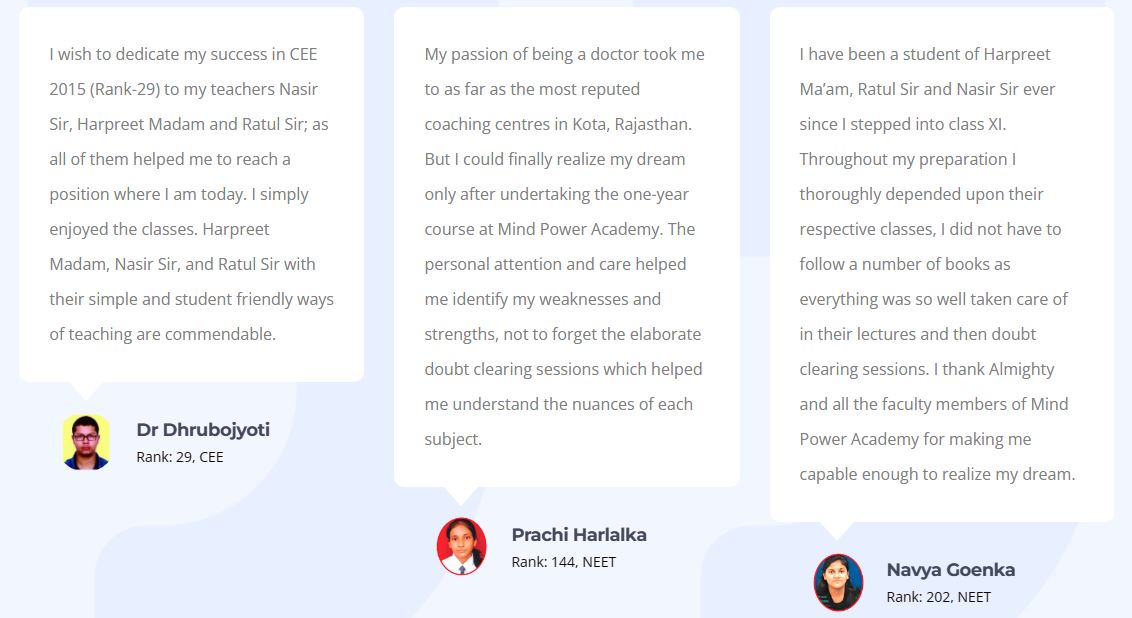 I wish to dedicate my success in CEE
2015 (Rank-29) to my teachers Nasir
Sir, Harpreet Madam and Ratul Sir; as
all of them helped me to reach a
position where I am today. I simply
enjoyed the classes. Harpreet
Madam, Nasir Sir, and Ratul Sir with
their simple and student friendly ways
of teaching are commendable.
Dr Dhrubojyoti
Rank: 29, CEE
My passion of being a doctor took me
to as far as the most reputed
coaching centres in Kota, Rajasthan.
But I could finally realize my dream
only after undertaking the one-year
course at Mind Power Academy. The
personal attention and care helped
me identify my weaknesses and
strengths, not to forget the elaborate
doubt clearing sessions which helped
me understand the nuances of each
subject.
Prachi Harlalka
Rank: 144, NEET
I have been a student of Harpreet
Ma’am, Ratul Sir and Nasir Sir ever
since I stepped into class XI.
Throughout my preparation I
thoroughly depended upon their
respective classes, I did not have to
follow a number of books as
everything was so well taken care of
in their lectures and then doubt
clearing sessions. I thank Almighty
and all the faculty members of Mind
Power Academy for making me
capable enough to realize my dream.
Navya Goenka
Rank: 202, NEET